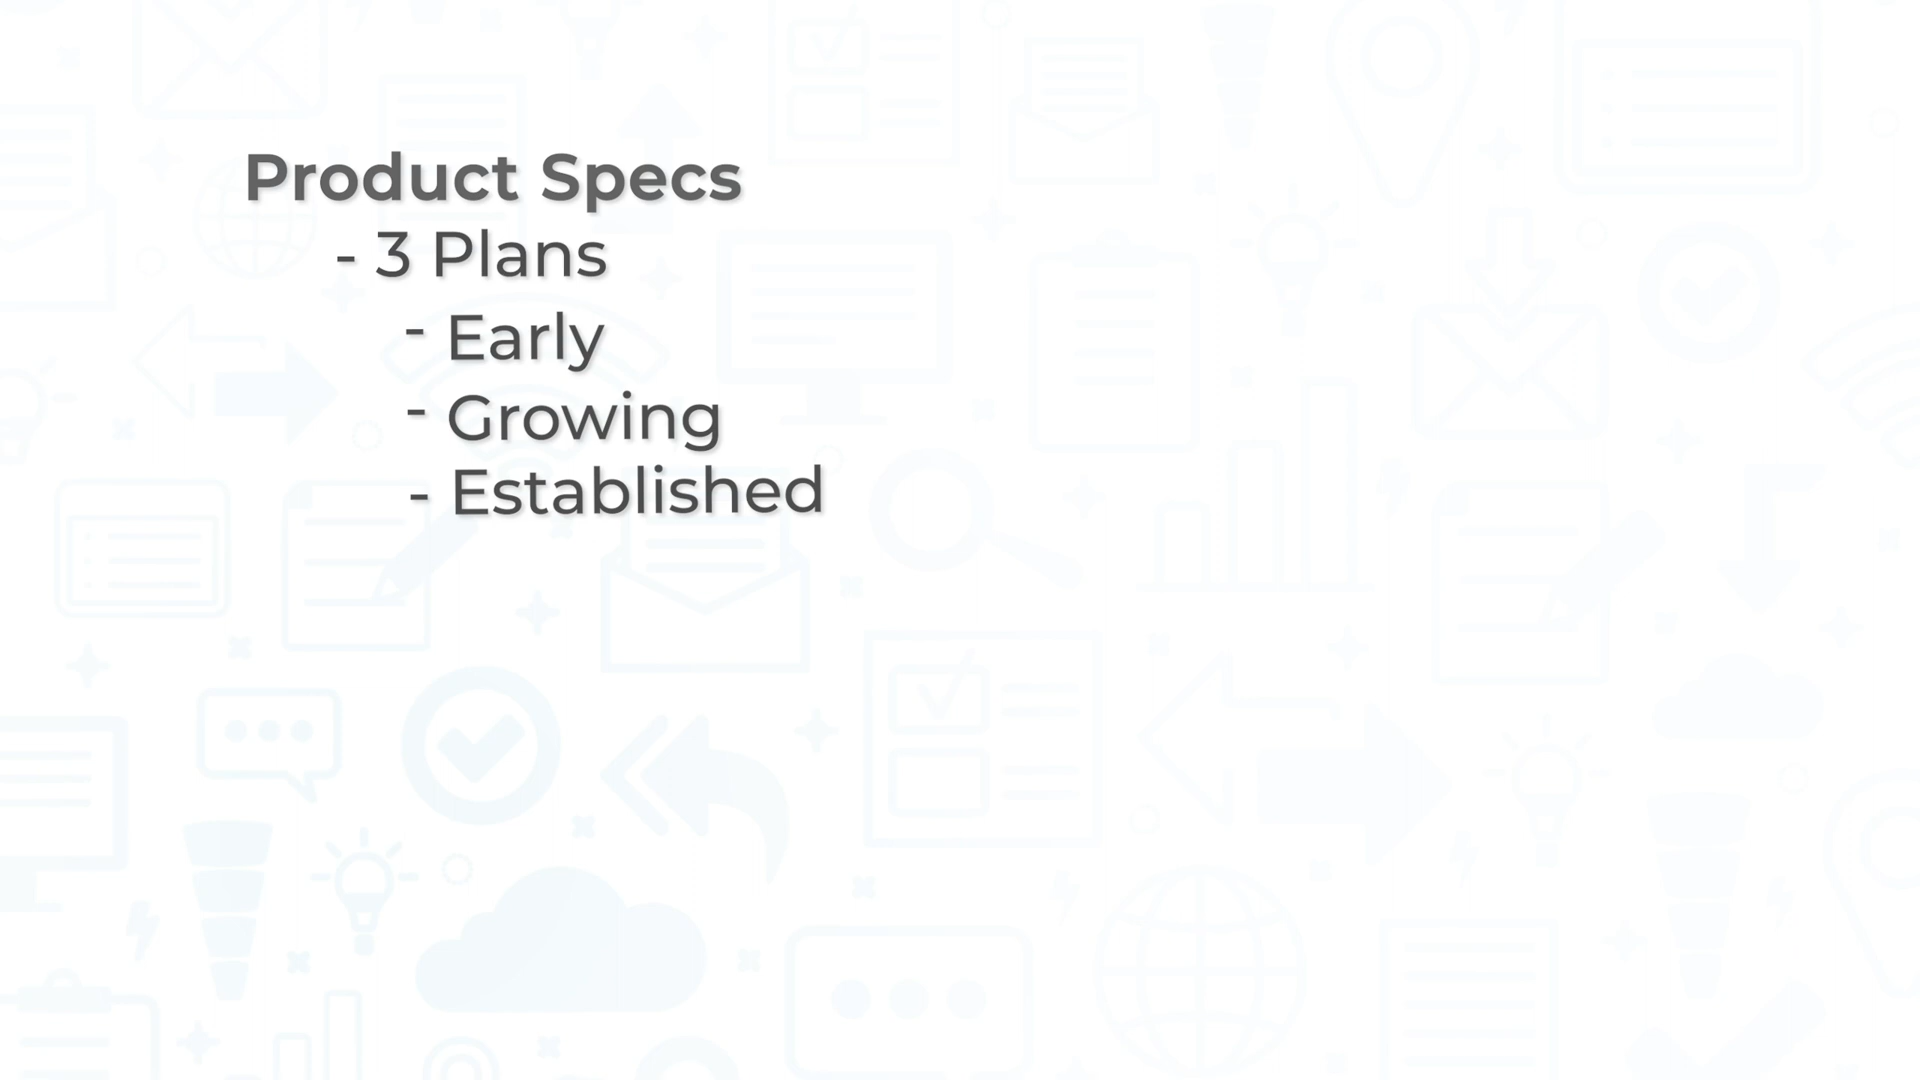 Product Specs
- 3 Plans
- Early
- Growing
- Established